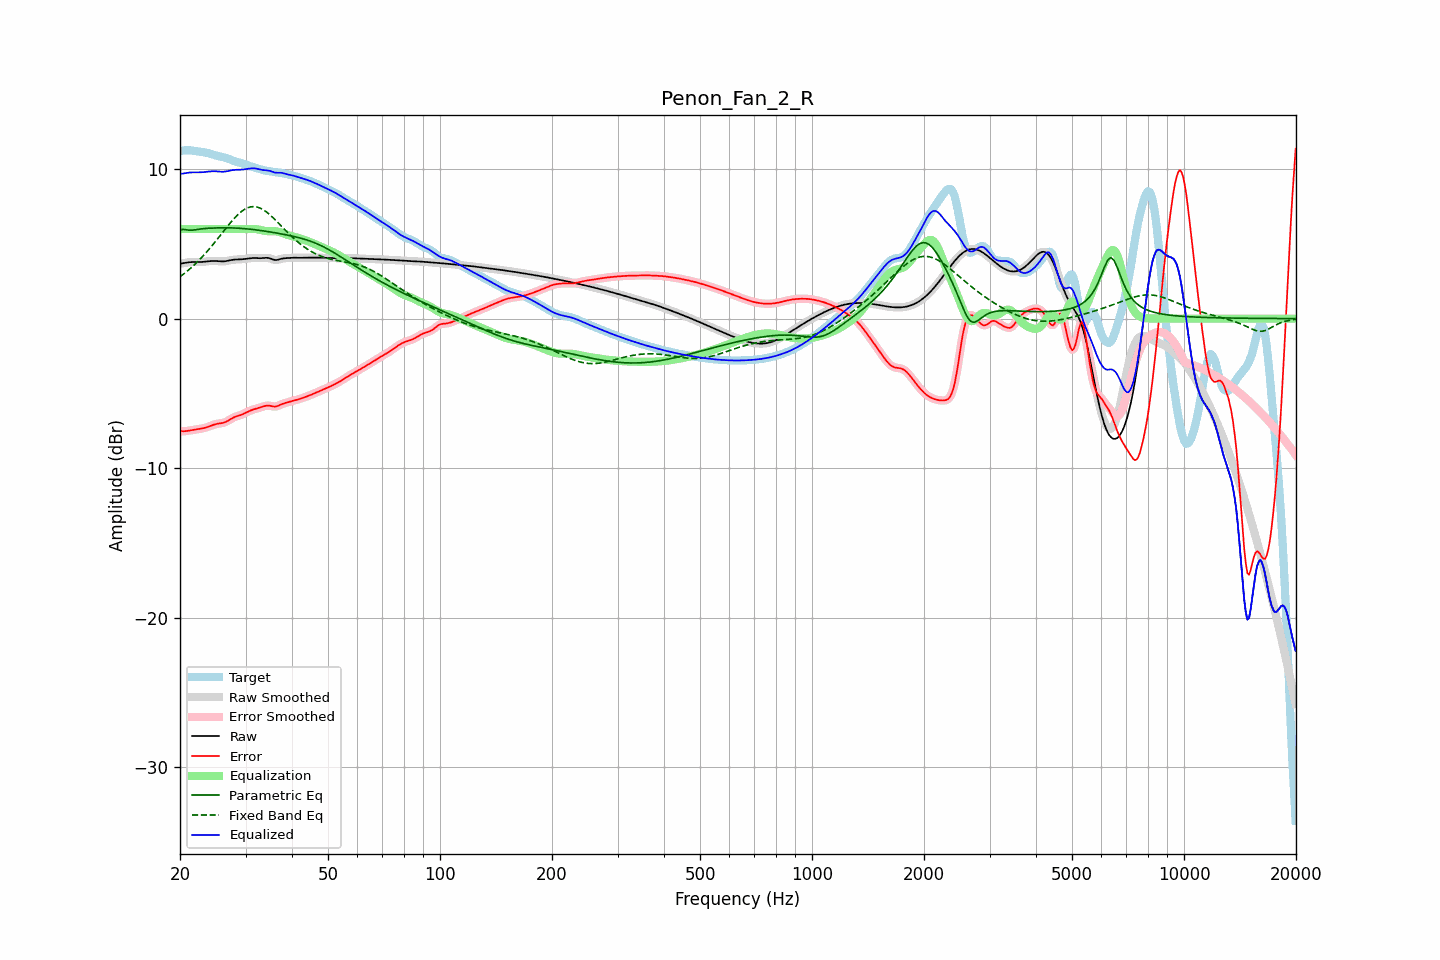 Penon_Fan_2_R
10
0
−10
−20
−30
Amplitude (dBr)
Target
Raw Smoothed
Error Smoothed
Raw
Error
Equalization
Parametric Eq
Fixed Band Eq
Equalized
20 50 100 200 500 1000 2000 5000 10000 20000
Frequency (Hz)